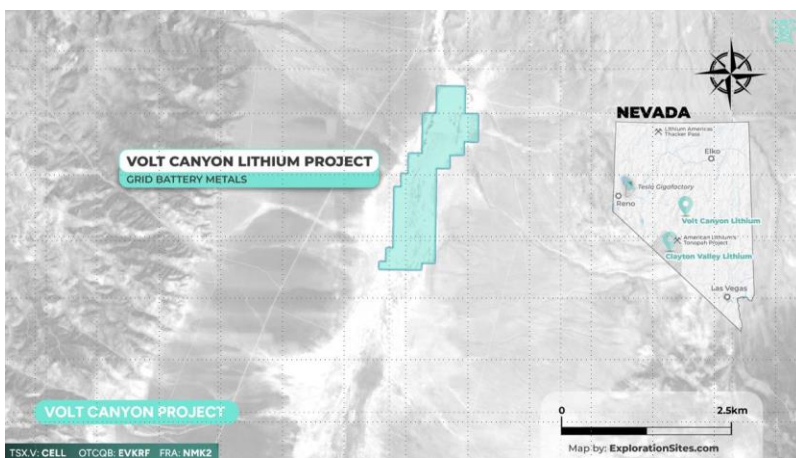 VOLT CANYON LITHIUM PROJECT
GRID BATTERY METALS
NEVADA
Lithium Americas
Thacker Pass
Elko
Tesla Gigafactory
Reno
Volt Canyon Lithium
American Lithium's
Tonopah Project
Clayton Valley Lithium
Las Vegas
VOLT CANYON PROJECT
0
2.5km
Map by: ExplorationSites.com
TSX.V: CELL OTCQB: EVKRF FRA: NMK2